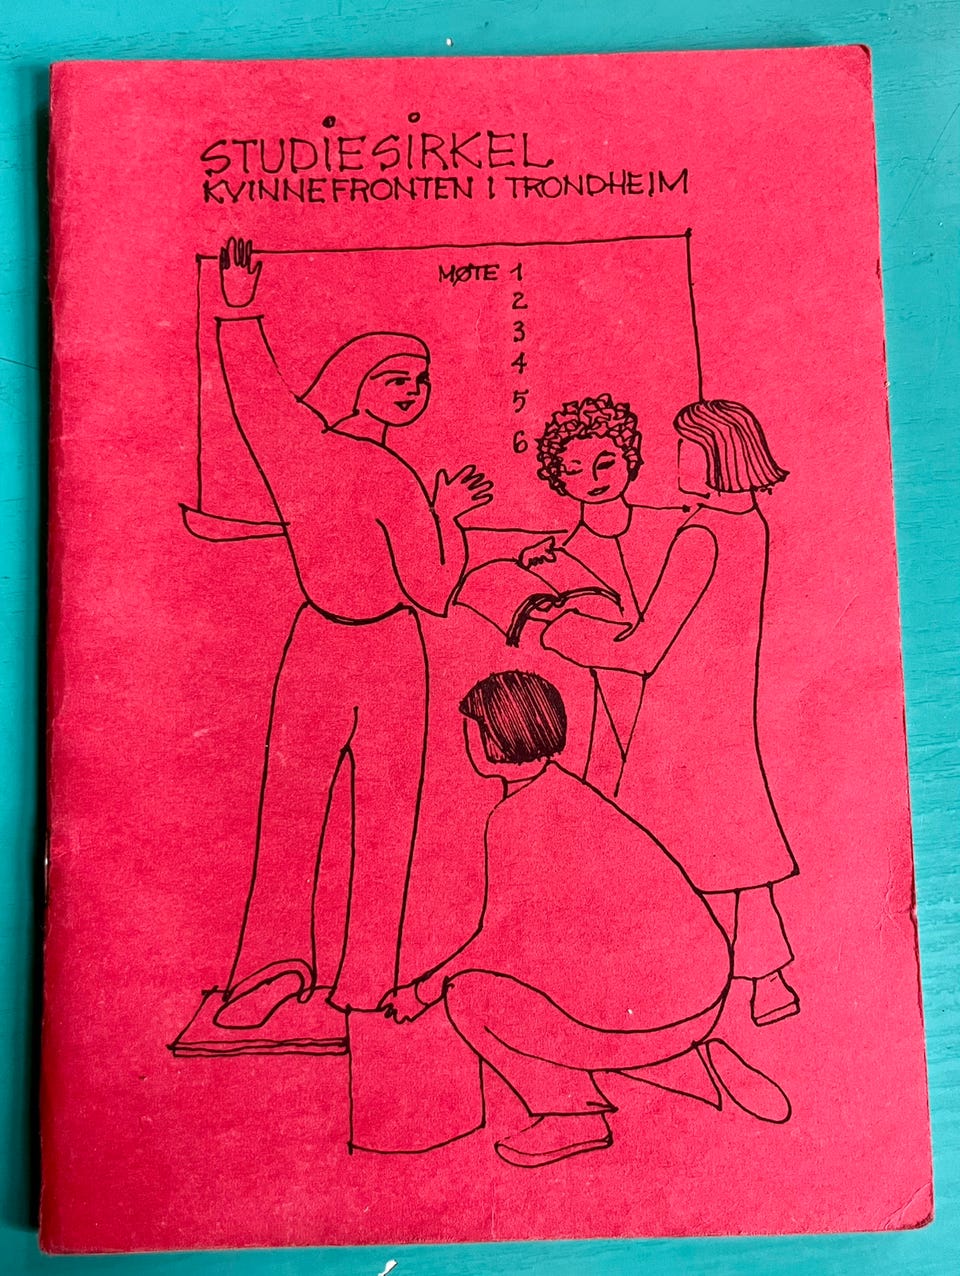 STUDIESIRKEL
KVINNEFRONTEN I TRONDHEIM
MØTE 1
2
3
4
5
6